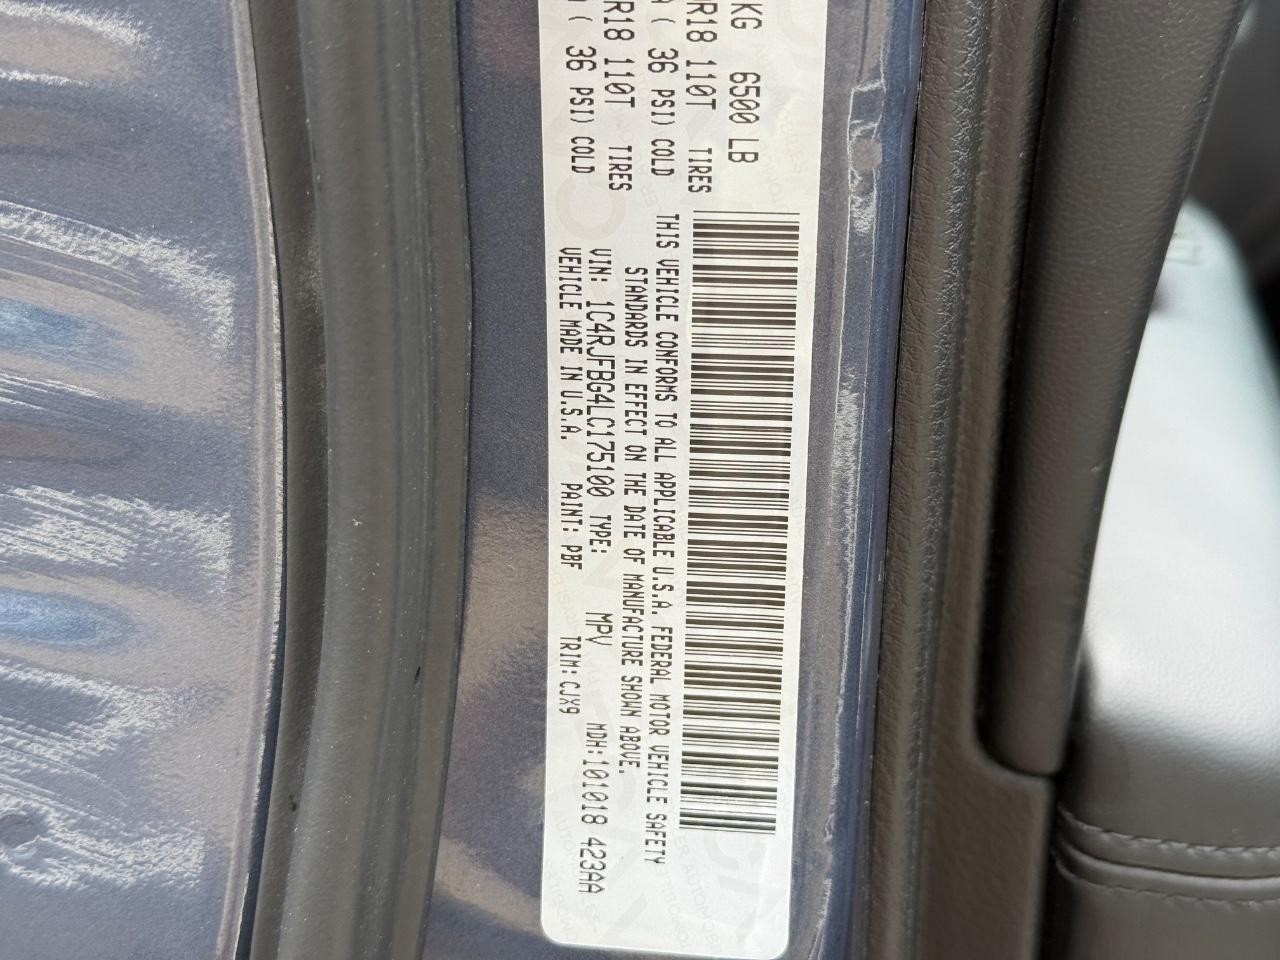 KG 6500 LB
R18 110T TIRES
( 36 PSI) COLD
R18 110T TIRES
( 36 PSI) COLD
THIS VEHICLE CONFORMS TO ALL APPLICABLE U.S.A. FEDERAL MOTOR VEHICLE SAFETY
STANDARDS IN EFFECT ON THE DATE OF MANUFACTURE SHOWN ABOVE.
VIN: 1C4RJFBG4LC175100 TYPE: MPV MDH:101018 423AA
VEHICLE MADE IN U.S.A. PAINT: PBF TRIM:CJX9